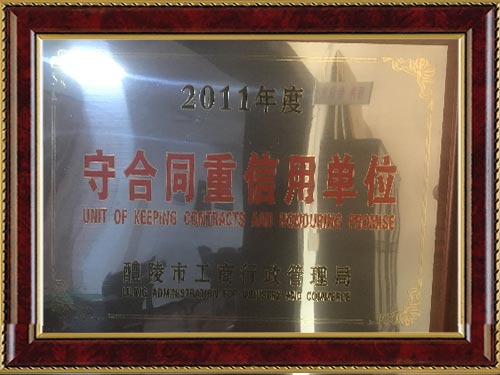 2011年度
守合同重信用单位
UNIT OF KEEPING CONTRACTS AND HONOURING PROMISE
醴陵市工商行政管理局
LILING ADMINISTRATION FOR INDUSTRY AND COMMERCE